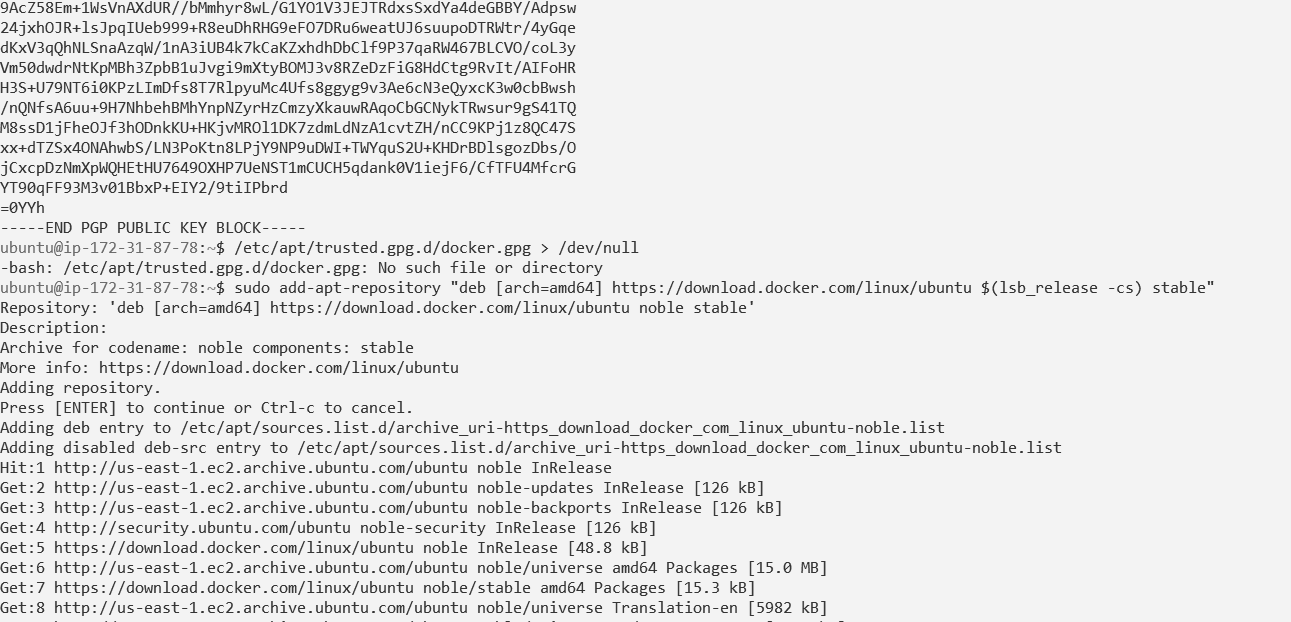 9AcZ58Em+1WsVnAXdUR//bMmhyr8wL/G1YO1V3JEJTRdxsSxdYa4deGBBY/Adpsw
24jxhOJR+lsJpqIUeb999+R8euDhRHG9eFO7DRu6weatUJ6suupoDTRWtr/4yGqe
dKxV3qQhNLSnaAzqW/1nA3iUB4k7kCaKZxhdhDbClf9P37qaRW467BLCVO/coL3y
Vm50dwdrNtKpMBh3ZpbB1uJvgi9mXtyBOMJ3v8RZeDzFiG8HdCtg9RvIt/AIFoHR
H3S+U79NT6i0KPzLImDfs8T7RlpyuMc4Ufs8ggyg9v3Ae6cN3eQyxcK3w0cbBwsh
/nQNfsA6uu+9H7NhbehBMhYnpNZyrHzCmzyXkauwRAqoCbGCNykTRwsur9gS41TQ
M8ssD1jFheOJf3hODnkKU+HKjvMROl1DK7zdmLdNzA1cvtZH/nCC9KPj1z8QC47S
xx+dTZSx4ONAhwbS/LN3PoKtn8LPjY9NP9uDWI+TWYquS2U+KHDrBDlsgozDbs/O
jCxcpDzNmXpWQHEtHU7649OXHP7UeNST1mCUCH5qdank0V1iejF6/CfTFU4MfcrG
YT90qFF93M3v01BbxP+EIY2/9tiIPbrd
=0YYh
-----END PGP PUBLIC KEY BLOCK-----
ubuntu@ip-172-31-87-78:~$ /etc/apt/trusted.gpg.d/docker.gpg > /dev/null
-bash: /etc/apt/trusted.gpg.d/docker.gpg: No such file or directory
ubuntu@ip-172-31-87-78:~$ sudo add-apt-repository "deb [arch=amd64] https://download.docker.com/linux/ubuntu $(lsb_release -cs) stable"
Repository: 'deb [arch=amd64] https://download.docker.com/linux/ubuntu noble stable'
Description:
Archive for codename: noble components: stable
More info: https://download.docker.com/linux/ubuntu
Adding repository.
Press [ENTER] to continue or Ctrl-c to cancel.
Adding deb entry to /etc/apt/sources.list.d/archive_uri-https_download_docker_com_linux_ubuntu-noble.list
Adding disabled deb-src entry to /etc/apt/sources.list.d/archive_uri-https_download_docker_com_linux_ubuntu-noble.list
Hit:1 http://us-east-1.ec2.archive.ubuntu.com/ubuntu noble InRelease
Get:2 http://us-east-1.ec2.archive.ubuntu.com/ubuntu noble-updates InRelease [126 kB]
Get:3 http://us-east-1.ec2.archive.ubuntu.com/ubuntu noble-backports InRelease [126 kB]
Get:4 http://security.ubuntu.com/ubuntu noble-security InRelease [126 kB]
Get:5 https://download.docker.com/linux/ubuntu noble InRelease [48.8 kB]
Get:6 http://us-east-1.ec2.archive.ubuntu.com/ubuntu noble/universe amd64 Packages [15.0 MB]
Get:7 https://download.docker.com/linux/ubuntu noble/stable amd64 Packages [15.3 kB]
Get:8 http://us-east-1.ec2.archive.ubuntu.com/ubuntu noble/universe Translation-en [5982 kB]